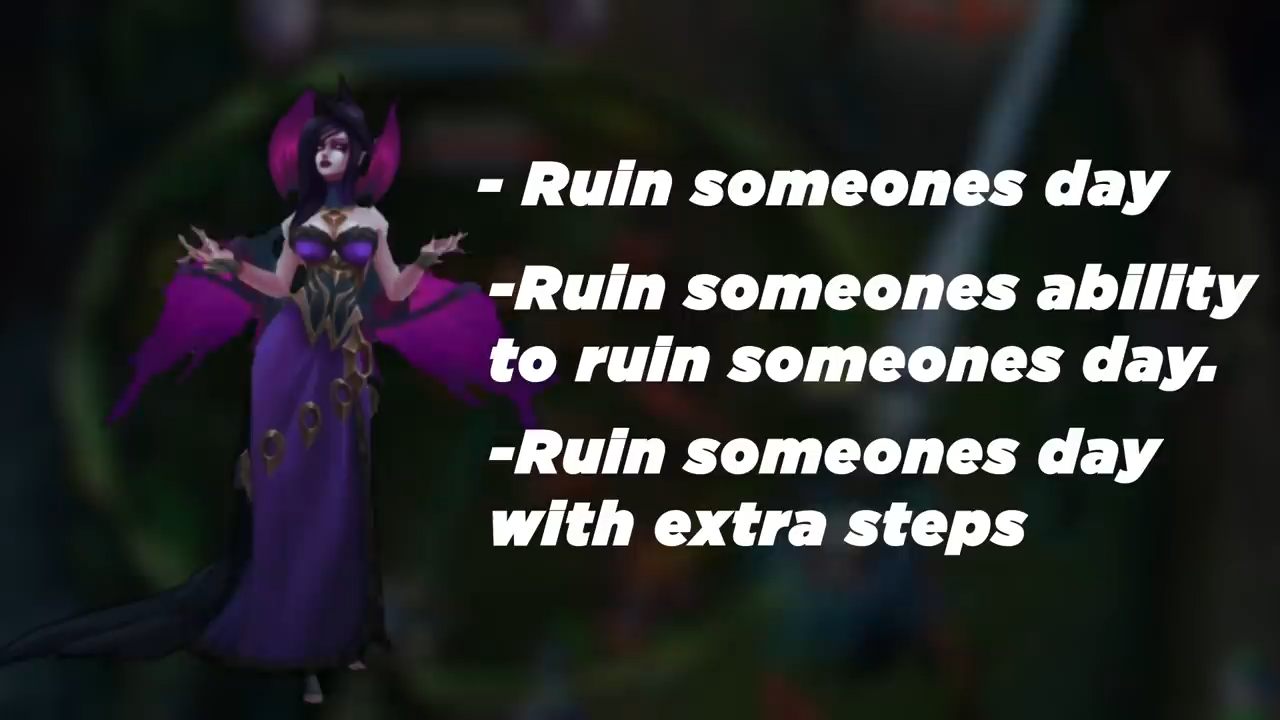 - Ruin someones day
-Ruin someones ability
to ruin someones day.
-Ruin someones day
with extra steps